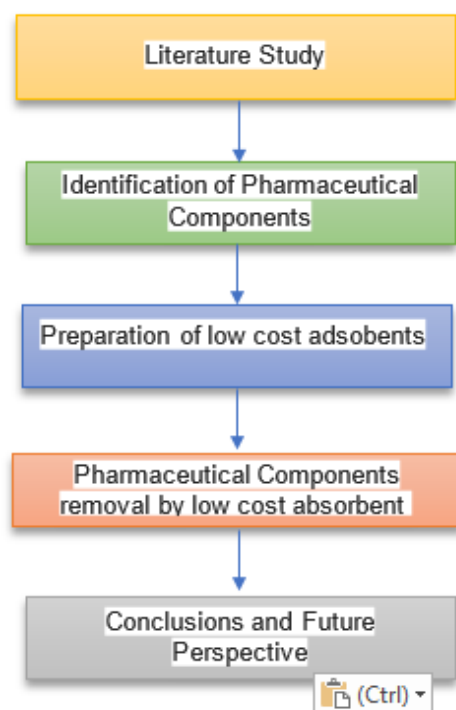 Literature Study
Identification of Pharmaceutical
Components
Preparation of low cost adsobents
Pharmaceutical Components
removal by low cost absorbent
Conclusions and Future
Perspective
(Ctrl)